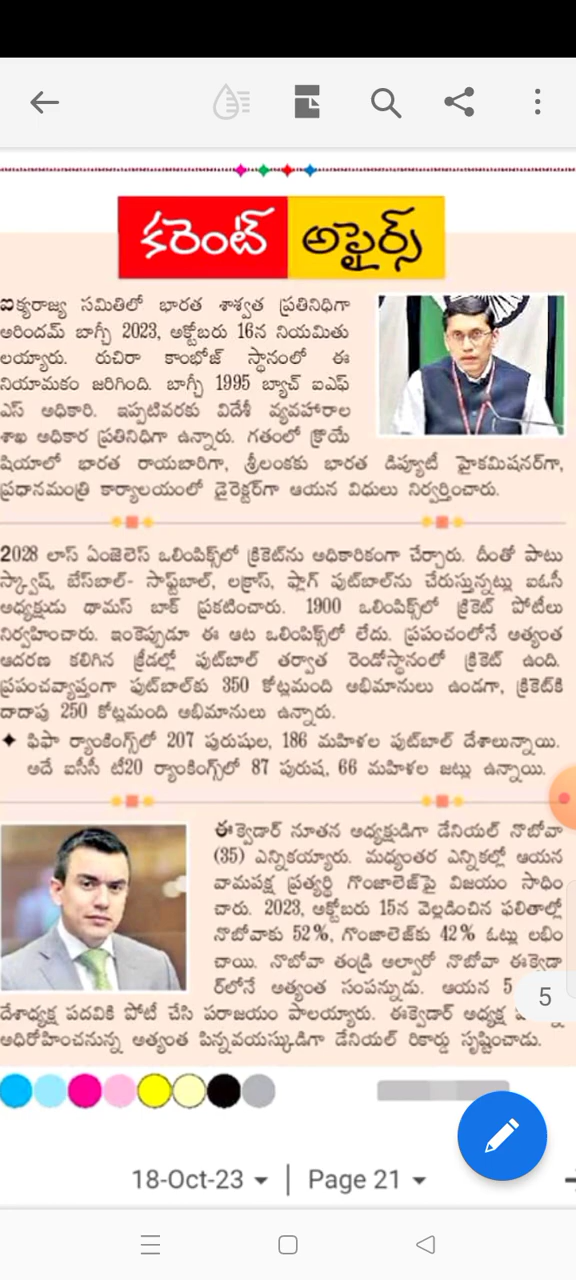 కరెంట్ అఫైర్స్
ఐక్యరాజ్య సమితిలో భారత శాశ్వత ప్రతినిధిగా
అరిందమ్ బాగ్చీ 2023, అక్టోబరు 16న నియమితు
లయ్యారు. రుచిరా కాంభోజ్ స్థానంలో ఈ
నియామకం జరిగింది. బాగ్చీ 1995 బ్యాచ్ ఐఎఫ్
ఎస్ అధికారి. ఇప్పటివరకు విదేశీ వ్యవహారాల
శాఖ అధికార ప్రతినిధిగా ఉన్నారు. గతంలో క్రొయే
షియాలో భారత రాయబారిగా, శ్రీలంకకు భారత డిప్యూటీ హైకమిషనర్‌గా,
ప్రధానమంత్రి కార్యాలయంలో డైరెక్టర్‌గా ఆయన విధులు నిర్వర్తించారు.
2028 లాస్ ఏంజెలెస్ ఒలింపిక్స్‌లో క్రికెట్‌ను అధికారికంగా చేర్చారు. దీంతో పాటు
స్క్వాష్, బేస్‌బాల్- సాఫ్ట్‌బాల్, లక్రాస్, ఫ్లాగ్ ఫుట్‌బాల్‌ను చేరుస్తున్నట్లు ఐఓసీ
అధ్యక్షుడు థామస్ బాక్ ప్రకటించారు. 1900 ఒలింపిక్స్‌లో క్రికెట్ పోటీలు
నిర్వహించారు. ఇంకెప్పుడూ ఈ ఆట ఒలింపిక్స్‌లో లేదు. ప్రపంచంలోనే అత్యంత
ఆదరణ కలిగిన క్రీడల్లో ఫుట్‌బాల్ తర్వాత రెండోస్థానంలో క్రికెట్ ఉంది.
ప్రపంచవ్యాప్తంగా ఫుట్‌బాల్‌కు 350 కోట్లమంది అభిమానులు ఉండగా, క్రికెట్‌కి
దాదాపు 250 కోట్లమంది అభిమానులు ఉన్నారు.
✦ ఫిఫా ర్యాంకింగ్స్‌లో 207 పురుషుల, 186 మహిళల ఫుట్‌బాల్ దేశాలున్నాయి.
అదే ఐసీసీ టీ20 ర్యాంకింగ్స్‌లో 87 పురుష, 66 మహిళల జట్లు ఉన్నాయి.
ఈక్వెడార్ నూతన అధ్యక్షుడిగా డేనియల్ నొబోవా
(35) ఎన్నికయ్యారు. మధ్యంతర ఎన్నికల్లో ఆయన
వామపక్ష ప్రత్యర్థి గొంజాలెజ్‌పై విజయం సాధిం
చారు. 2023, అక్టోబరు 15న వెల్లడించిన ఫలితాల్లో
నొబోవాకు 52%, గొంజాలెజ్‌కు 42% ఓట్లు లభిం
చాయి. నొబోవా తండ్రి అల్వారో నొబోవా ఈక్వెడా
ర్‌లోనే అత్యంత సంపన్నుడు. ఆయన 5
దేశాధ్యక్ష పదవికి పోటీ చేసి పరాజయం పాలయ్యారు. ఈక్వెడార్ అధ్యక్ష
అధిరోహించనున్న అత్యంత పిన్నవయస్కుడిగా డేనియల్ రికార్డు సృష్టించాడు.
5
18-Oct-23 | Page 21